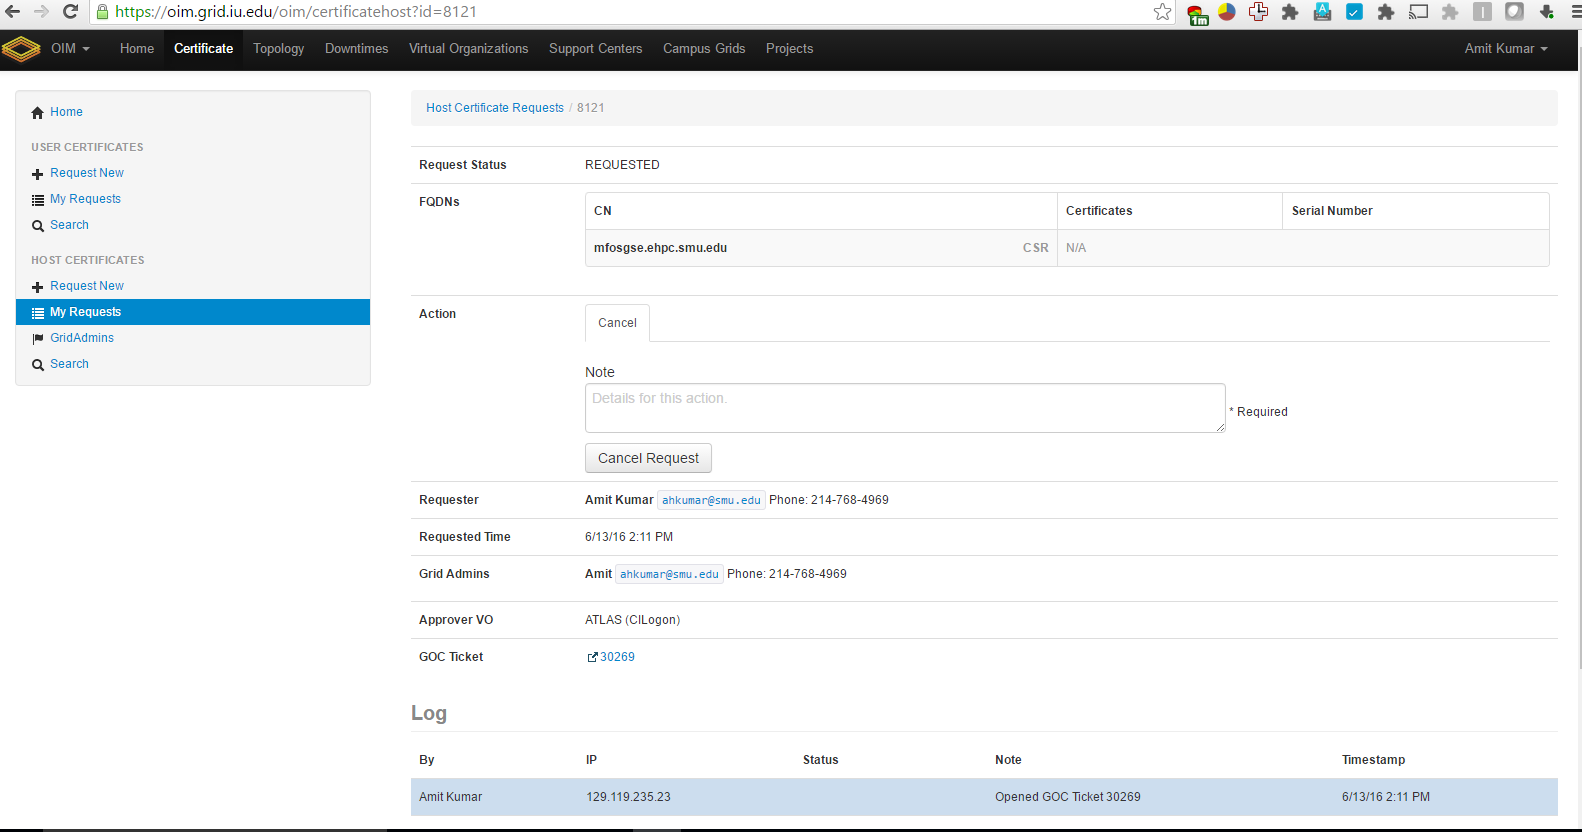 https://oim.grid.iu.edu/oim/certificatehost?id=8121
1m
A
OIM Home Certificate Topology Downtimes Virtual Organizations Support Centers Campus Grids Projects Amit Kumar
Home
USER CERTIFICATES
Request New
My Requests
Search
HOST CERTIFICATES
Request New
My Requests
GridAdmins
Search
Host Certificate Requests / 8121
Request Status REQUESTED
FQDNs
CN Certificates Serial Number
mfosgse.ehpc.smu.edu CSR N/A
Action
Cancel
Note
Details for this action.
* Required
Cancel Request
Requester Amit Kumar ahkumar@smu.edu Phone: 214-768-4969
Requested Time 6/13/16 2:11 PM
Grid Admins Amit ahkumar@smu.edu Phone: 214-768-4969
Approver VO ATLAS (CILogon)
GOC Ticket 30269
Log
By IP Status Note Timestamp
Amit Kumar 129.119.235.23 Opened GOC Ticket 30269 6/13/16 2:11 PM